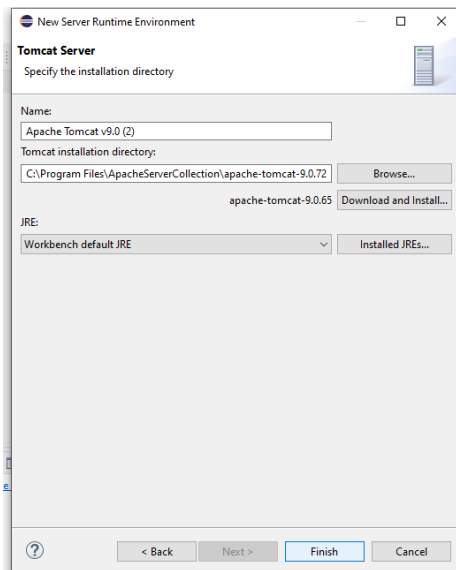 New Server Runtime Environment
Tomcat Server
Specify the installation directory
Name:
Apache Tomcat v9.0 (2)
Tomcat installation directory:
C:\Program Files\ApacheServerCollection\apache-tomcat-9.0.72
Browse...
apache-tomcat-9.0.65
Download and Install...
JRE:
Workbench default JRE
Installed JREs...
e
?
< Back
Next >
Finish
Cancel